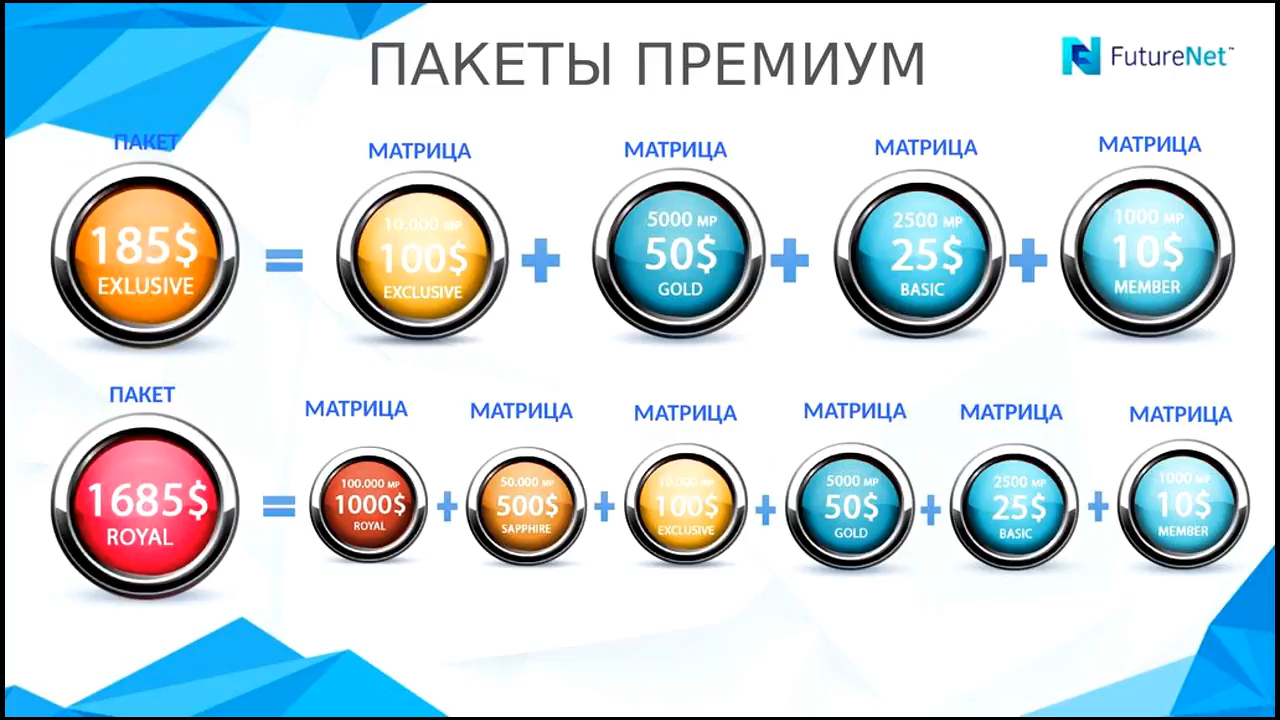 ПАКЕТЫ ПРЕМИУМ
FutureNet™
ПАКЕТ
МАТРИЦА
МАТРИЦА
МАТРИЦА
МАТРИЦА
185$
EXLUSIVE
=
10.000 MP
100$
EXCLUSIVE
+
5000 MP
50$
GOLD
+
2500 MP
25$
BASIC
+
1000 MP
10$
MEMBER
ПАКЕТ
МАТРИЦА
МАТРИЦА
МАТРИЦА
МАТРИЦА
МАТРИЦА
МАТРИЦА
1685$
ROYAL
=
100.000 MP
1000$
ROYAL
+
50.000 MP
500$
SAPPHIRE
+
10.000 MP
100$
EXCLUSIVE
+
5000 MP
50$
GOLD
+
2500 MP
25$
BASIC
+
1000 MP
10$
MEMBER